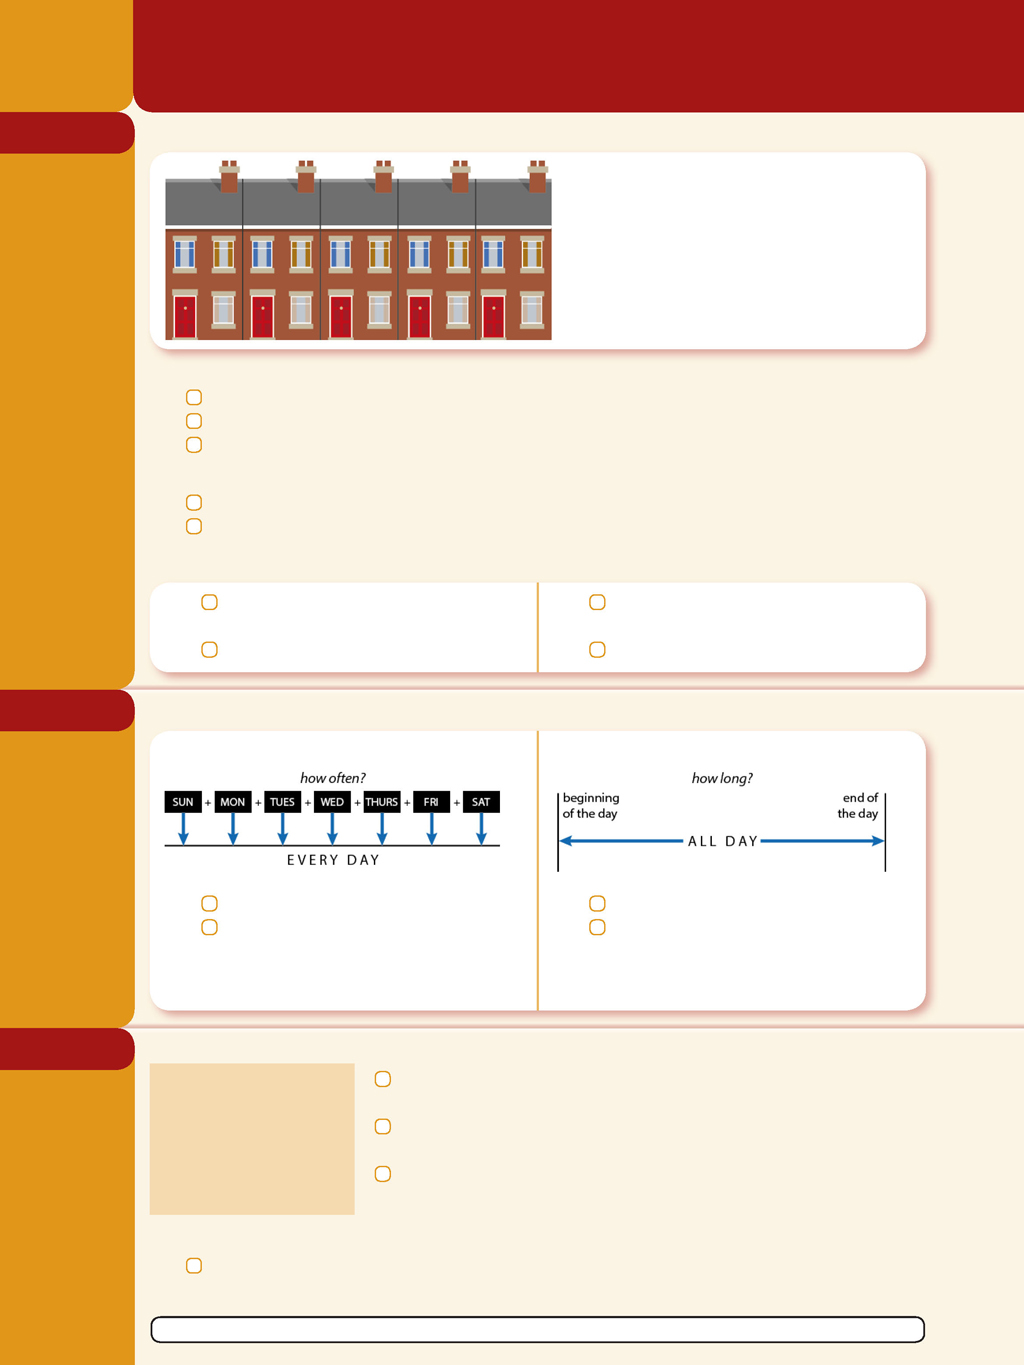 how often?
SUN + MON + TUES + WED + THURS + FRI + SAT
EVERY DAY
how long?
beginning
of the day
end of
the day
ALL DAY